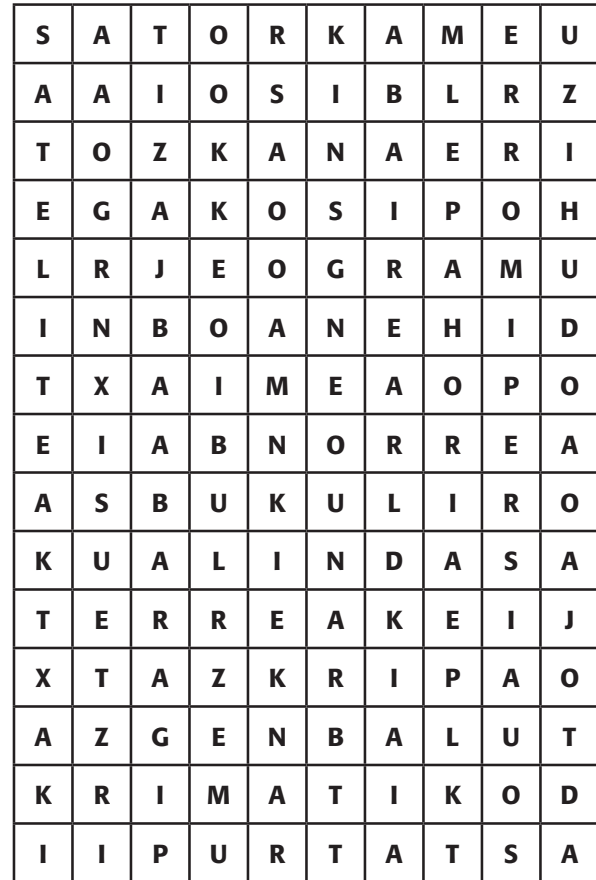 S A T O R K A M E U
A A I O S I B L R Z
T O Z K A N A E R I
E G A K O S I P O H
L R J E O G R A M U
I N B O A N E H I D
T X A I M E A O P O
E I A B N O R R E A
A S B U K U L I R O
K U A L I N D A S A
T E R R E A K E I J
X T A Z K R I P A O
A Z G E N B A L U T
K R I M A T I K O D
I I P U R T A T S A